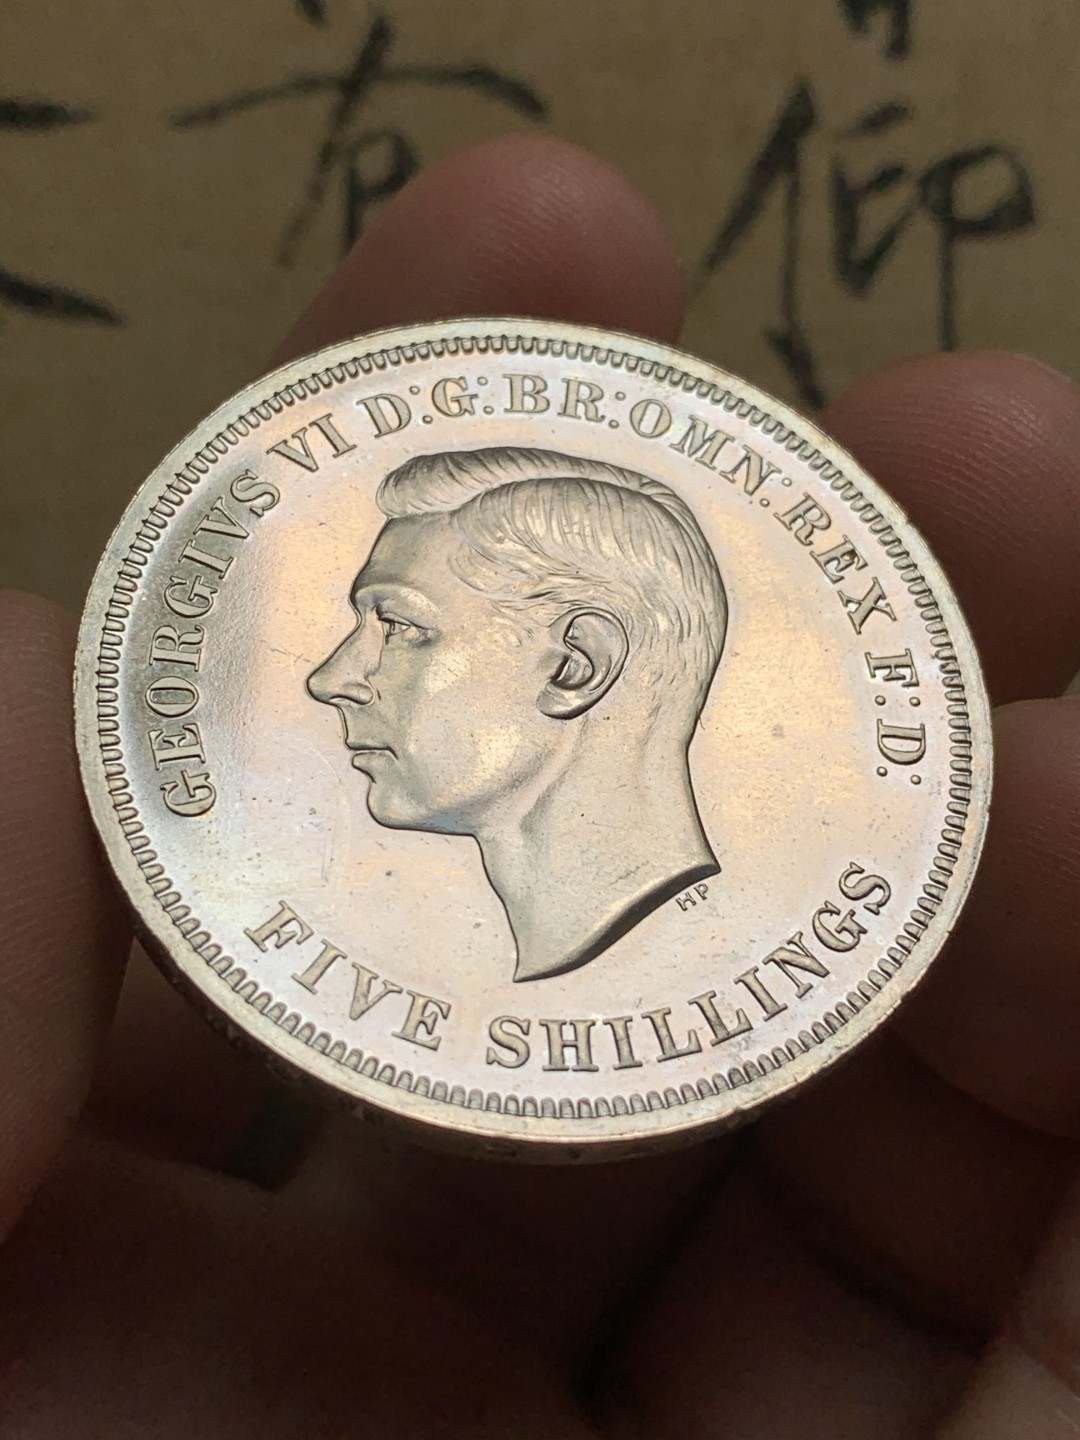 GEORGIVS VI D:G:BR:OMN:REX F:D:
FIVE SHILLINGS
HP